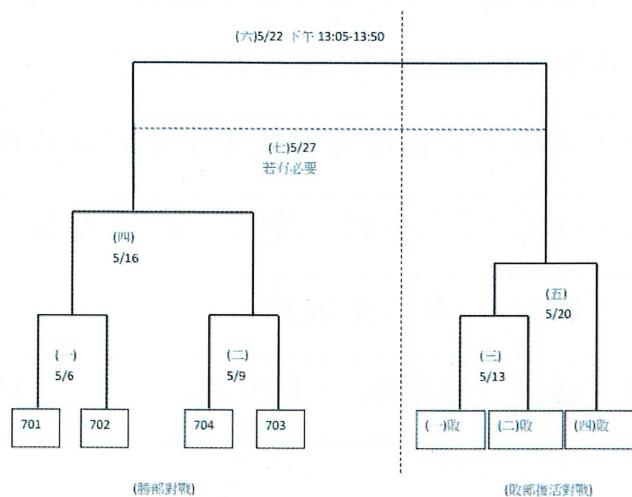 (六)5/22 下午 13:05-13:50
(七)5/27
若有必要
(四)
5/16
(一)
5/6
(二)
5/9
701
702
704
703
(勝部對戰)
(五)
5/20
(三)
5/13
(一)敗
(二)敗
(四)敗
(敗部復活對戰)